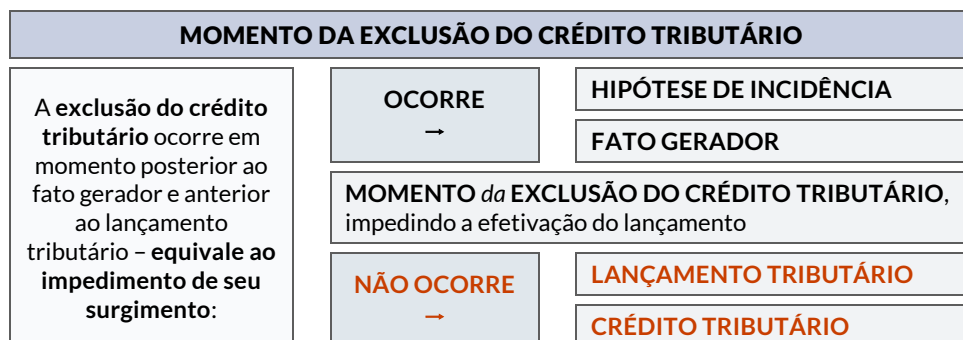 MOMENTO DA EXCLUSÃO DO CRÉDITO TRIBUTÁRIO
A exclusão do crédito
tributário ocorre em
momento posterior ao
fato gerador e anterior
ao lançamento
tributário – equivale ao
impedimento de seu
surgimento:
OCORRE
→
HIPÓTESE DE INCIDÊNCIA
FATO GERADOR
MOMENTO da EXCLUSÃO DO CRÉDITO TRIBUTÁRIO,
impedindo a efetivação do lançamento
NÃO OCORRE
→
LANÇAMENTO TRIBUTÁRIO
CRÉDITO TRIBUTÁRIO